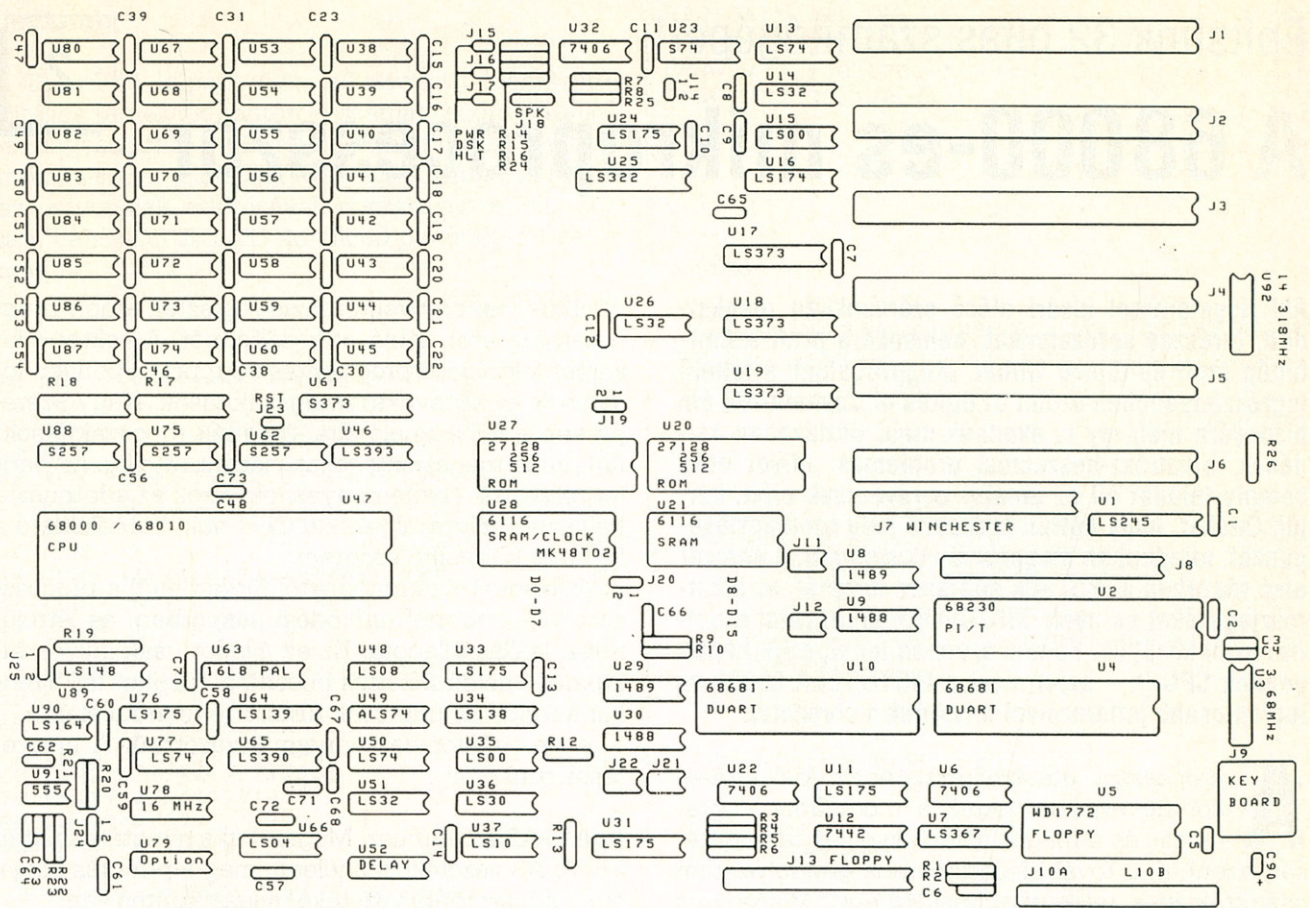 C39 C31 C23
C47 U80 U67 U53 U38 C15
U81 U68 U54 U39 C16
C49 U82 U69 U55 U40 C17
C50 U83 U70 U56 U41 C18
C51 U84 U71 U57 U42 C19
C52 U85 U72 U58 U43 C20
C53 U86 U73 U59 U44 C21
C54 U87 U74 U60 U45 C22
C46 C38 C30
J15
J16
J17
PWR
DSK
HLT
R14
R15
R16
R24
SPK
J18
U32
7406
C11
U23
S74
R7
R8
R25
1 2
J14
U24
LS175
C10
U25
LS322
U13
LS74
U14
LS32
C8
U15
LS00
U16
LS174
C65
U17
LS373
C7
U18
LS373
U19
LS373
U26
LS32
C12
1 2
J19
J1
J2
J3
J4
J5
J6
U92
14 318MHz
R26
R18 R17
RST
J23
U61
S373
U88
S257
U75
S257
U62
S257
U46
LS393
C56
C73
C48
U47
68000 / 68010
CPU
U27
27128
256
512
ROM
U20
27128
256
512
ROM
U28
6116
SRAM/CLOCK
MK48T02
U21
6116
SRAM
D0-D7
D8-D15
J20
2 1
C66
R9
R10
J11
J12
U8
1489
U9
1488
J7 WINCHESTER
U1
LS245
C1
J8
U2
68230
PI/T
C2
C3
C4
U3
3 68MHz
U10
68681
DUART
U4
68681
DUART
J9
KEY
BOARD
R19
1 2
J22
LS148
U89
C70
U63
16L8 PAL
U48
LS08
U33
LS175
C13
U90
LS164
C60
U76
LS175
C58
U64
LS139
C67
U49
ALS74
U34
LS138
C62
U91
555
R21
R20
C59
U77
LS74
U65
LS390
U50
LS74
U35
LS00
R12
U78
16 MHz
C71
C72
C68
U51
LS32
U36
LS30
J24
1 2
C64
C63
R23
R22
C61
U79
Option
U66
LS04
C57
U52
DELAY
C14
U37
LS10
R13
U31
LS175
U29
1489
U30
1488
J22 J21
U22
7406
U11
LS175
U6
7406
U12
7442
U7
LS367
R3
R4
R5
R6
J13 FLOPPY
U5
WD1772
FLOPPY
C5
C90
+
R1
R2
C6
J10A L10B